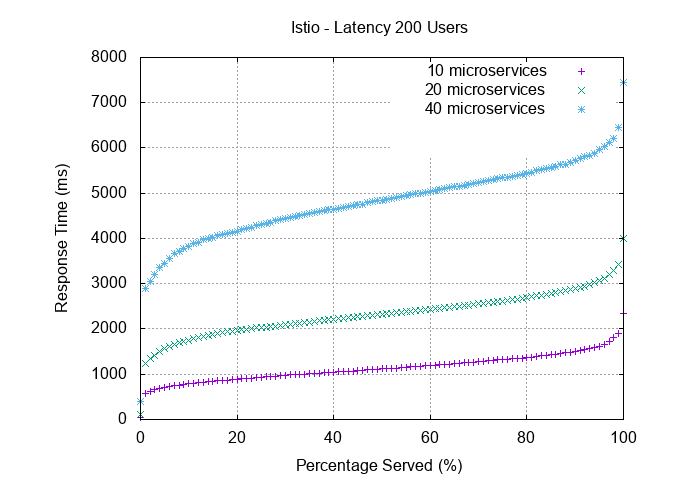 Istio - Latency 200 Users
8000
7000
6000
5000
4000
3000
2000
1000
0
Response Time (ms)
10 microservices
20 microservices
40 microservices
0 20 40 60 80 100
Percentage Served (%)